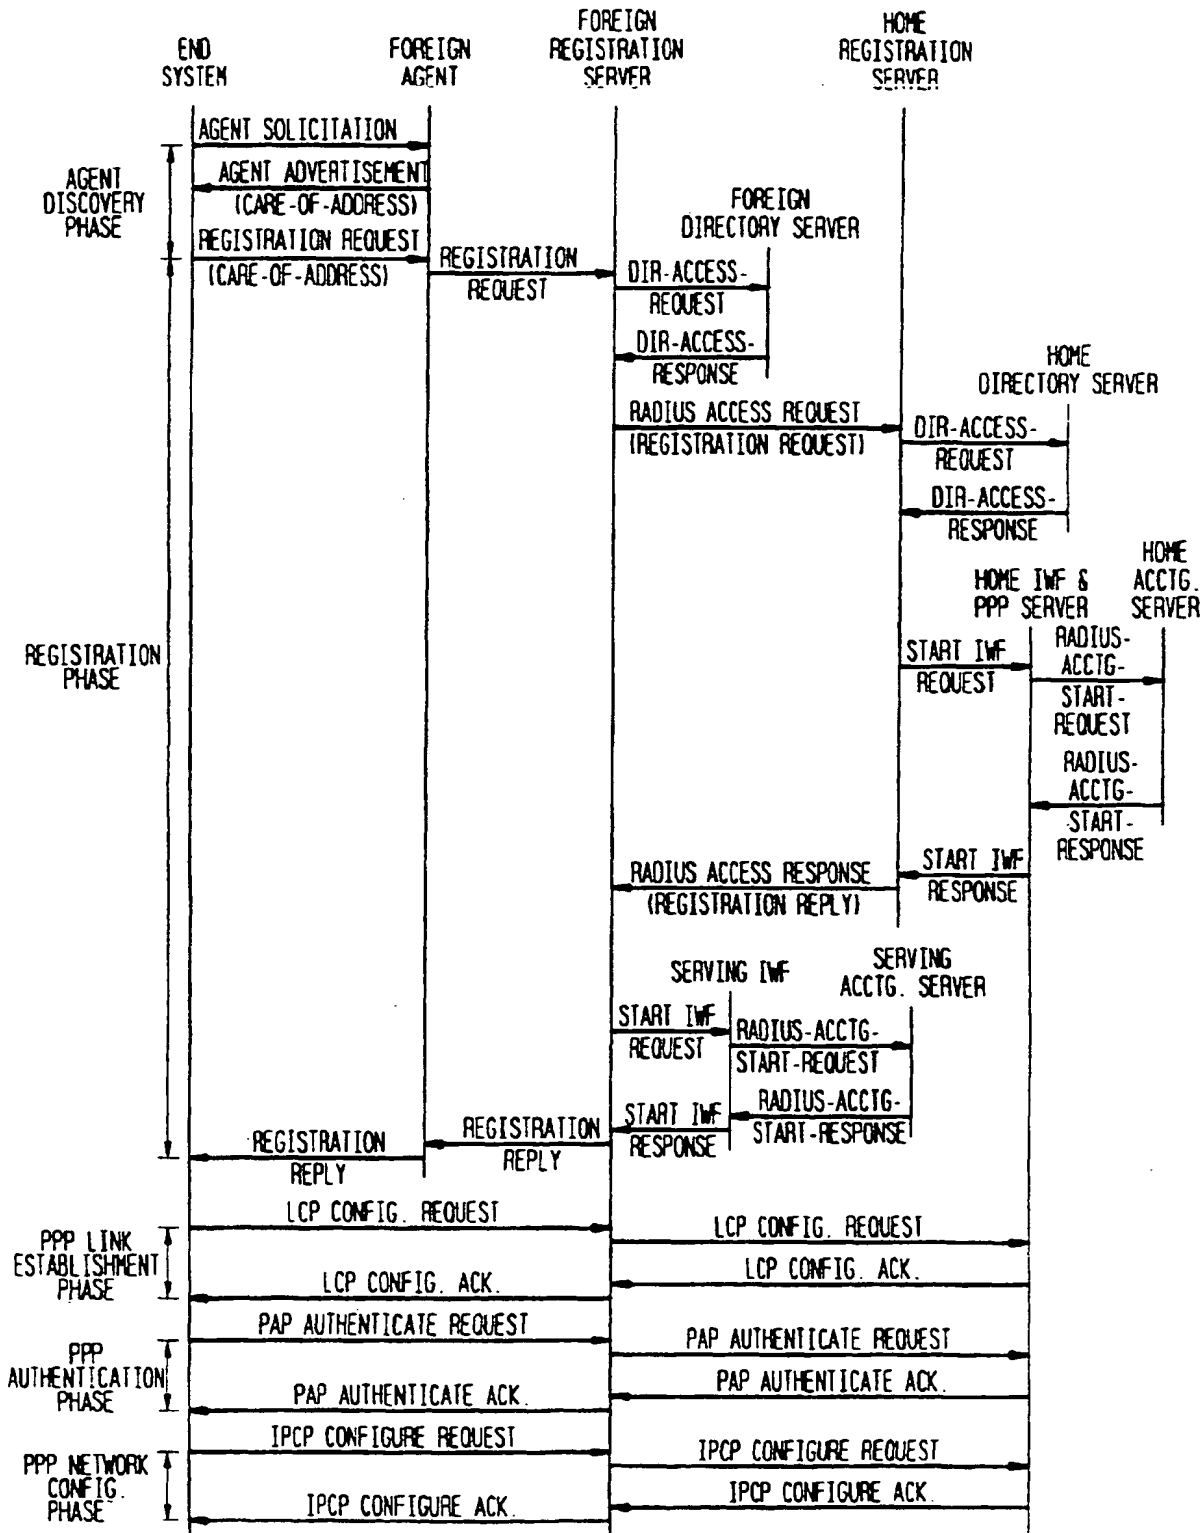 END
SYSTEM
FOREIGN
AGENT
FOREIGN
REGISTRATION
SERVER
HOME
REGISTRATION
SERVER
AGENT SOLICITATION
AGENT ADVERTISEMENT
(CARE-OF-ADDRESS)
AGENT
DISCOVERY
PHASE
REGISTRATION REQUEST
(CARE-OF-ADDRESS)
REGISTRATION
REQUEST
FOREIGN
DIRECTORY SERVER
DIR-ACCESS-
REQUEST
DIR-ACCESS-
RESPONSE
HOME
DIRECTORY SERVER
RADIUS ACCESS REQUEST
(REGISTRATION REQUEST)
DIR-ACCESS-
REQUEST
DIR-ACCESS-
RESPONSE
HOME IWF &
PPP SERVER
HOME
ACCTG.
SERVER
REGISTRATION
PHASE
START IWF
REQUEST
RADIUS-
ACCTG-
START-
REQUEST
RADIUS-
ACCTG-
START-
RESPONSE
START IWF
RESPONSE
RADIUS ACCESS RESPONSE
(REGISTRATION REPLY)
SERVING IWF
SERVING
ACCTG. SERVER
START IWF
REQUEST
RADIUS-ACCTG-
START-REQUEST
RADIUS-ACCTG-
START-RESPONSE
START IWF
RESPONSE
REGISTRATION
REPLY
REGISTRATION
REPLY
LCP CONFIG. REQUEST
LCP CONFIG. REQUEST
PPP LINK
ESTABLISHMENT
PHASE
LCP CONFIG. ACK.
LCP CONFIG. ACK.
PAP AUTHENTICATE REQUEST
PAP AUTHENTICATE REQUEST
PPP
AUTHENTICATION
PHASE
PAP AUTHENTICATE ACK.
PAP AUTHENTICATE ACK.
IPCP CONFIGURE REQUEST
IPCP CONFIGURE REQUEST
PPP NETWORK
CONFIG.
PHASE
IPCP CONFIGURE ACK.
IPCP CONFIGURE ACK.